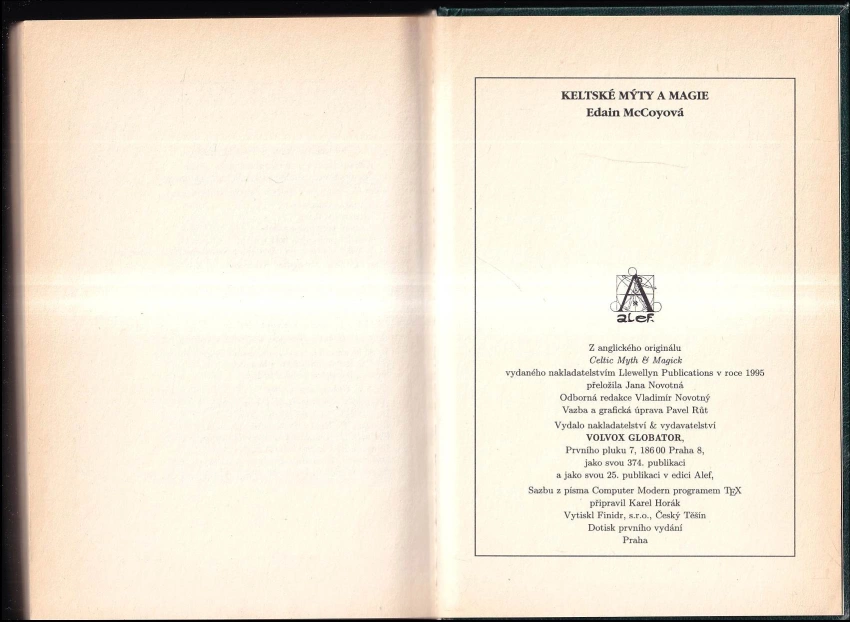 KELTSKÉ MÝTY A MAGIE
Edain McCoyová
A
alef.
Z anglického originálu
Celtic Myth & Magick
vydaného nakladatelstvím Llewellyn Publications v roce 1995
přeložila Jana Novotná
Odborná redakce Vladimír Novotný
Vazba a grafická úprava Pavel Růt
Vydalo nakladatelství & vydavatelství
VOLVOX GLOBATOR,
Prvního pluku 7, 186 00 Praha 8,
jako svou 374. publikaci
a jako svou 25. publikaci v edici Alef,
Sazbu z písma Computer Modern programem TEX
připravil Karel Horák
Vytiskl Finidr, s.r.o., Český Těšín
Dotisk prvního vydání
Praha